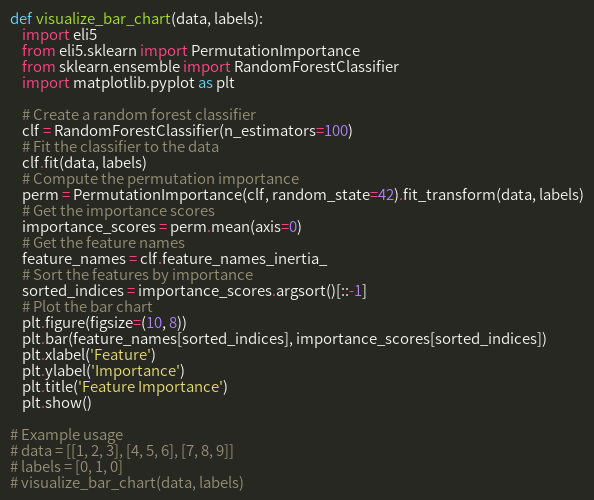 def visualize_bar_chart(data, labels):
    import eli5
    from eli5.sklearn import PermutationImportance
    from sklearn.ensemble import RandomForestClassifier
    import matplotlib.pyplot as plt

    # Create a random forest classifier
    clf = RandomForestClassifier(n_estimators=100)
    # Fit the classifier to the data
    clf.fit(data, labels)
    # Compute the permutation importance
    perm = PermutationImportance(clf, random_state=42).fit_transform(data, labels)
    # Get the importance scores
    importance_scores = perm.mean(axis=0)
    # Get the feature names
    feature_names = clf.feature_names_inertia_
    # Sort the features by importance
    sorted_indices = importance_scores.argsort()[::-1]
    # Plot the bar chart
    plt.figure(figsize=(10, 8))
    plt.bar(feature_names[sorted_indices], importance_scores[sorted_indices])
    plt.xlabel('Feature')
    plt.ylabel('Importance')
    plt.title('Feature Importance')
    plt.show()

# Example usage
# data = [[1, 2, 3], [4, 5, 6], [7, 8, 9]]
# labels = [0, 1, 0]
# visualize_bar_chart(data, labels)